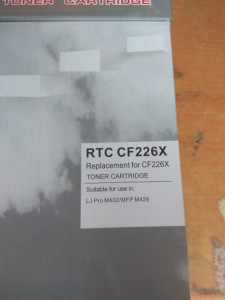 TONER CARTRIDGE
RTC CF226X
Replacement for CF226X
TONER CARTRIDGE
Suitable for use in:
LJ Pro M402/MFP M426